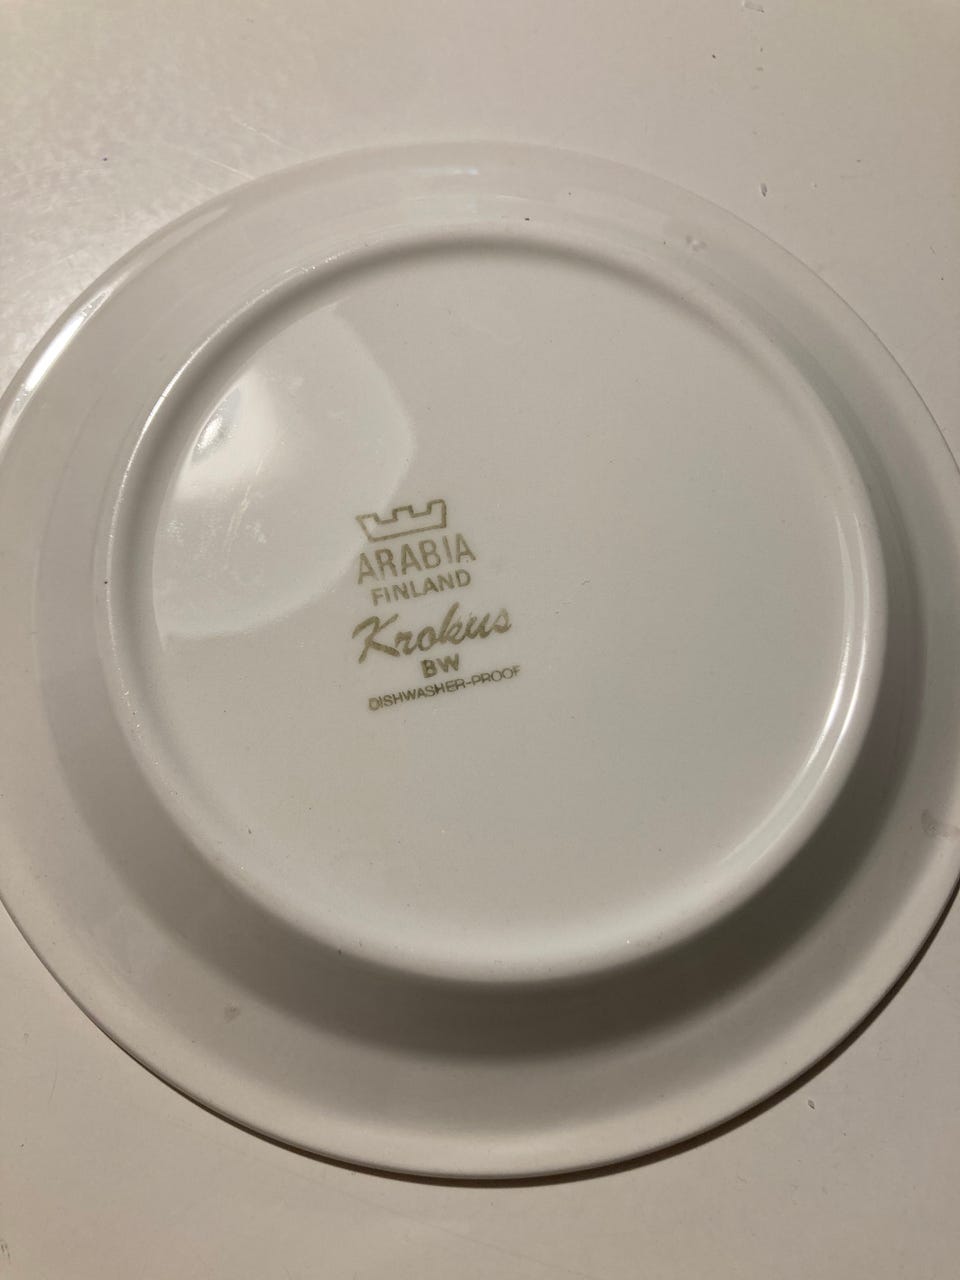 ARABIA
FINLAND
Krokus
BW
DISHWASHER-PROOF